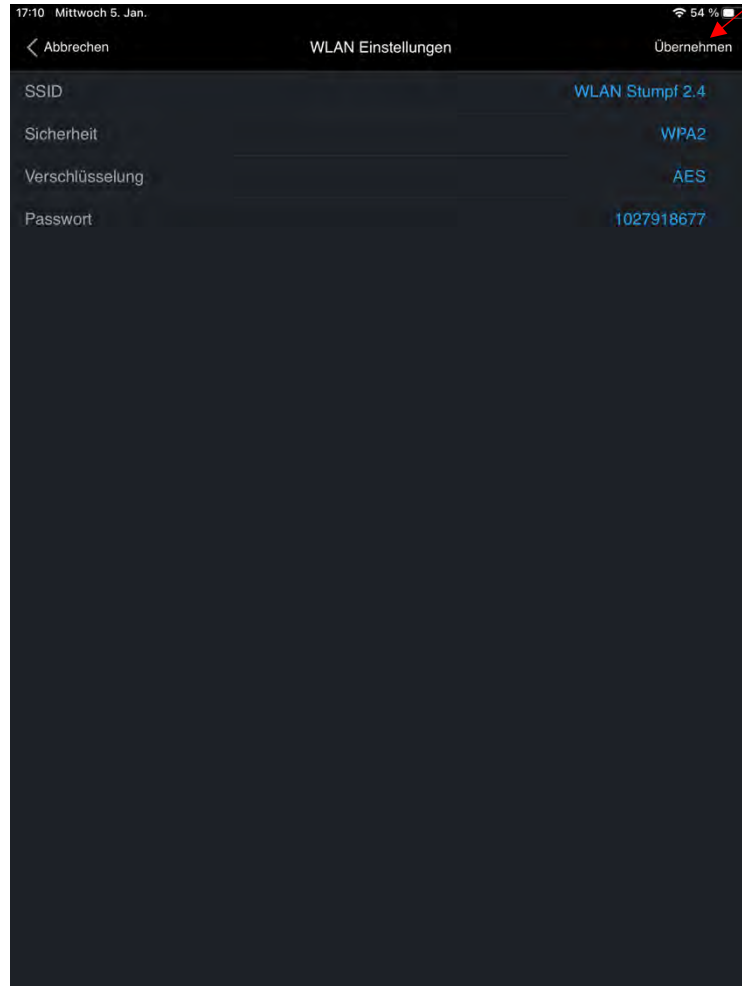 17:10 Mittwoch 5. Jan. 54 %
Abbrechen WLAN Einstellungen Übernehmen
SSID WLAN Stumpf 2.4
Sicherheit WPA2
Verschlüsselung AES
Passwort 1027918677